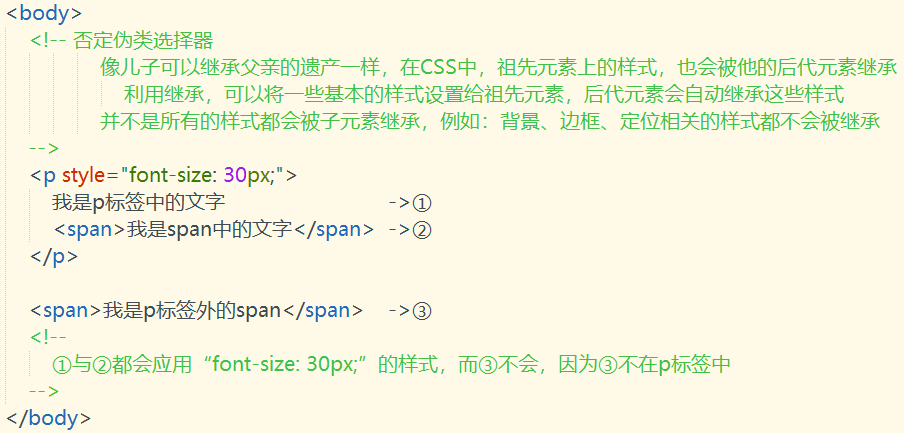 <body>
<!-- 否定伪类选择器
像儿子可以继承父亲的遗产一样，在CSS中，祖先元素上的样式，也会被他的后代元素继承
利用继承，可以将一些基本的样式设置给祖先元素，后代元素会自动继承这些样式
并不是所有的样式都会被子元素继承，例如：背景、边框、定位相关的样式都不会被继承
-->
<p style="font-size: 30px;">
我是p标签中的文字 ->①
<span>我是span中的文字</span> ->②
</p>
<span>我是p标签外的span</span> ->③
<!--
①与②都会应用“font-size: 30px;”的样式，而③不会，因为③不在p标签中
-->
</body>